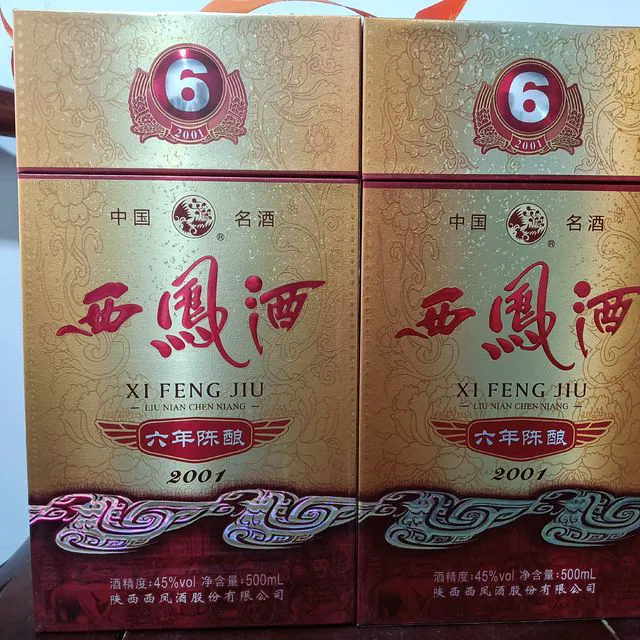 6
2001
中国 名酒
®
西鳳酒
XI FENG JIU
LIU NIAN CHEN NIANG
六年陈酿
2001
酒精度:45%vol 净含量:500mL
陕西西凤酒股份有限公司
6
2001
中国 名酒
®
西鳳酒
XI FENG JIU
LIU NIAN CHEN NIANG
六年陈酿
2001
酒精度:45%vol 净含量:500mL
陕西西凤酒股份有限公司